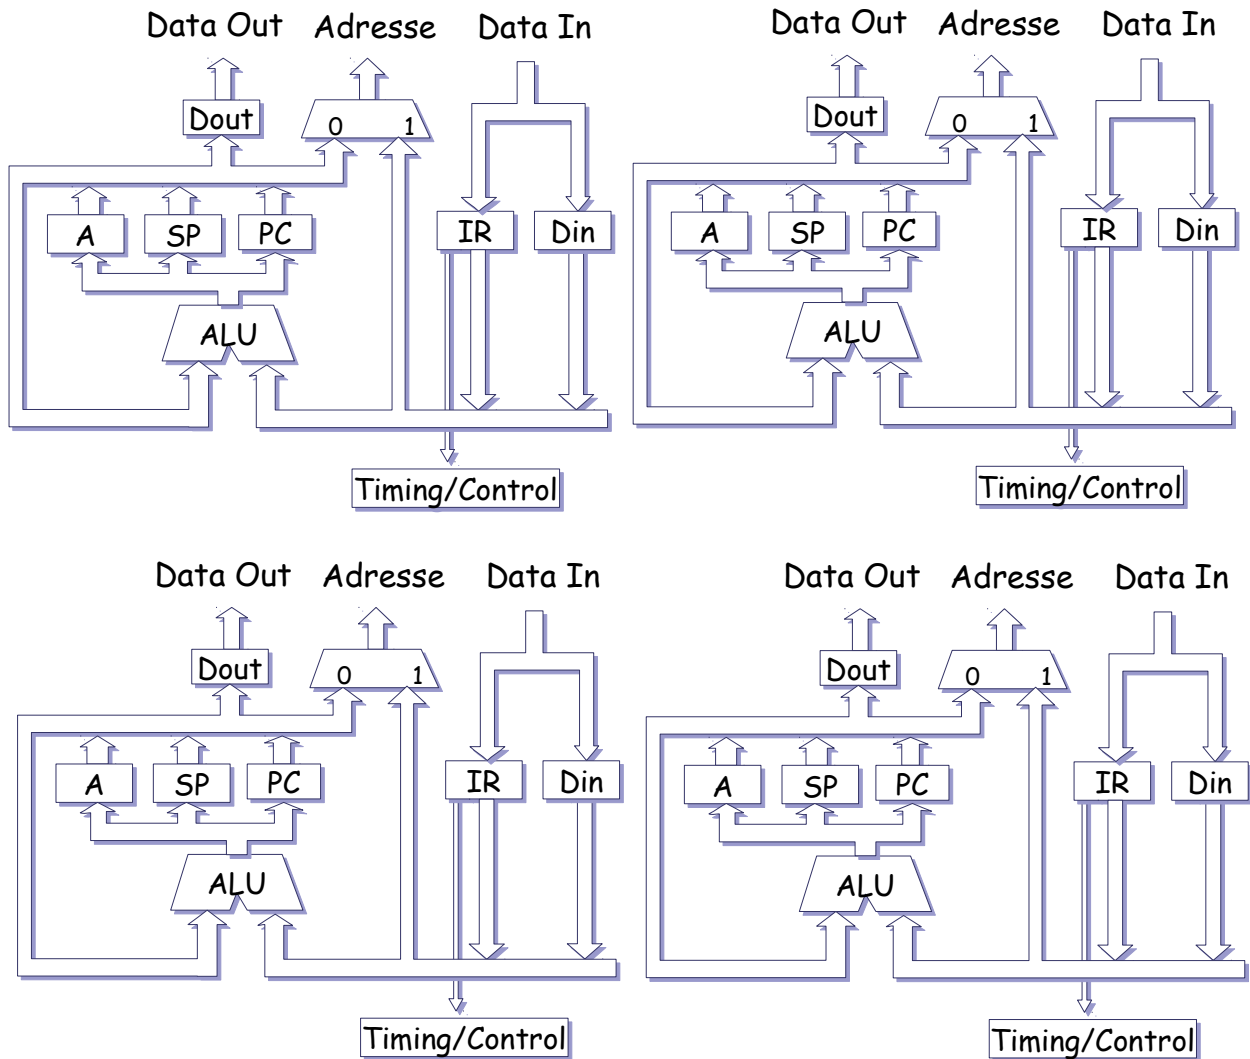 Data Out Adresse Data In
Dout 0 1
A SP PC IR Din
ALU
Timing/Control
Data Out Adresse Data In
Dout 0 1
A SP PC IR Din
ALU
Timing/Control
Data Out Adresse Data In
Dout 0 1
A SP PC IR Din
ALU
Timing/Control
Data Out Adresse Data In
Dout 0 1
A SP PC IR Din
ALU
Timing/Control